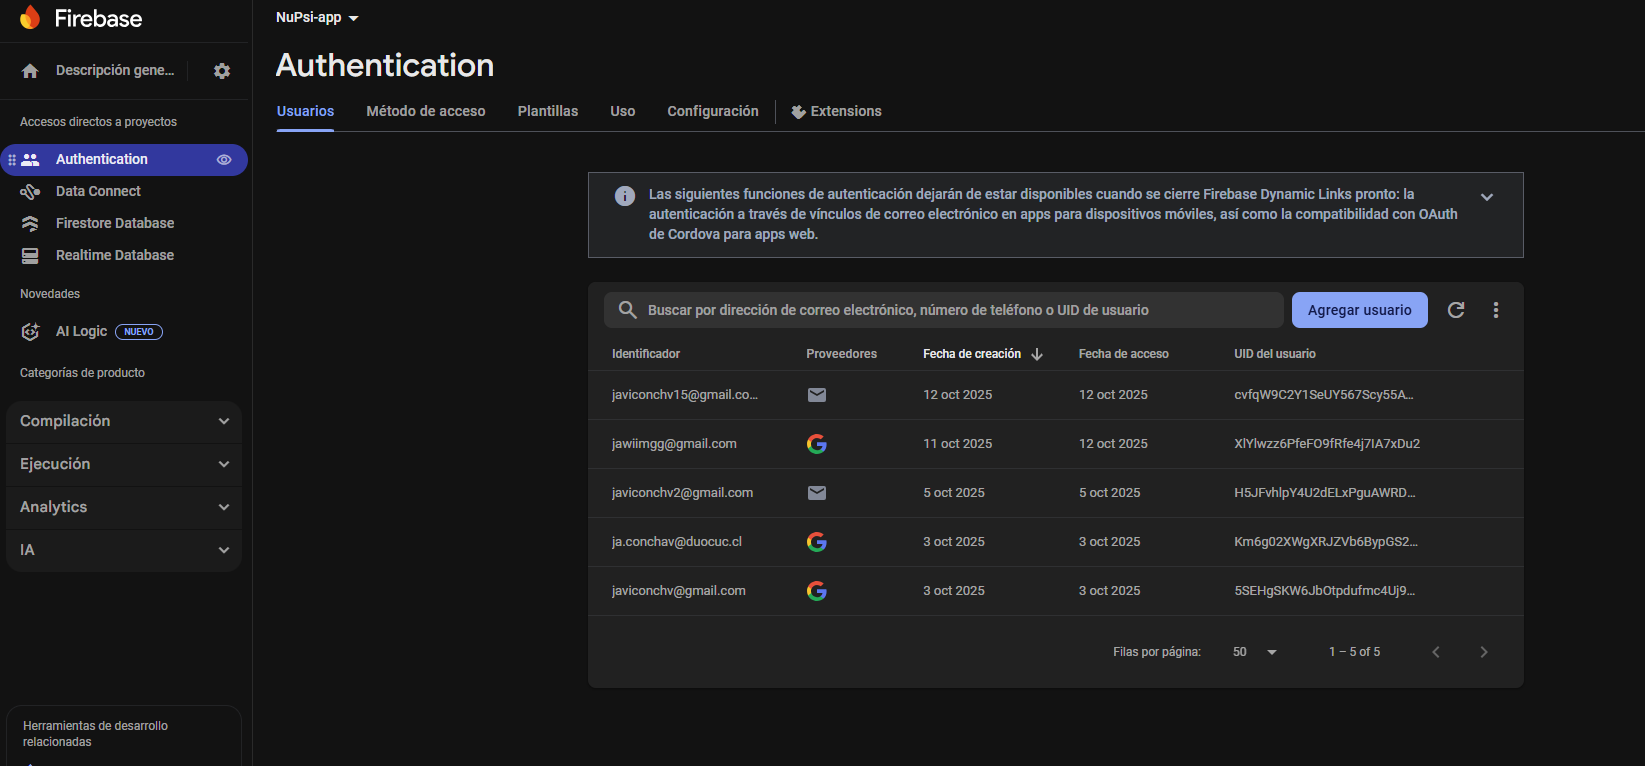 Firebase
NuPsi-app
Descripción gene...
Authentication
Usuarios Método de acceso Plantillas Uso Configuración Extensions
Accesos directos a proyectos
Authentication
Data Connect
Firestore Database
Realtime Database
Novedades
AI Logic NUEVO
Categorías de producto
Compilación
Ejecución
Analytics
IA
Herramientas de desarrollo
relacionadas
Las siguientes funciones de autenticación dejarán de estar disponibles cuando se cierre Firebase Dynamic Links pronto: la
autenticación a través de vínculos de correo electrónico en apps para dispositivos móviles, así como la compatibilidad con OAuth
de Cordova para apps web.
Buscar por dirección de correo electrónico, número de teléfono o UID de usuario Agregar usuario
Identificador Proveedores Fecha de creación Fecha de acceso UID del usuario
javiconchv15@gmail.co... 12 oct 2025 12 oct 2025 cvfqW9C2Y1SeUY567Scy55A...
jawiimgg@gmail.com 11 oct 2025 12 oct 2025 XlYlwzz6PfeFO9fRfe4j7IA7xDu2
javiconchv2@gmail.com 5 oct 2025 5 oct 2025 H5JFvhlpY4U2dELxPguAWRD...
ja.conchav@duocuc.cl 3 oct 2025 3 oct 2025 Km6g02XWgXRJZVb6BypGS2...
javiconchv@gmail.com 3 oct 2025 3 oct 2025 5SEHgSKW6JbOtpdufmc4Uj9...
Filas por página: 50 1 – 5 of 5